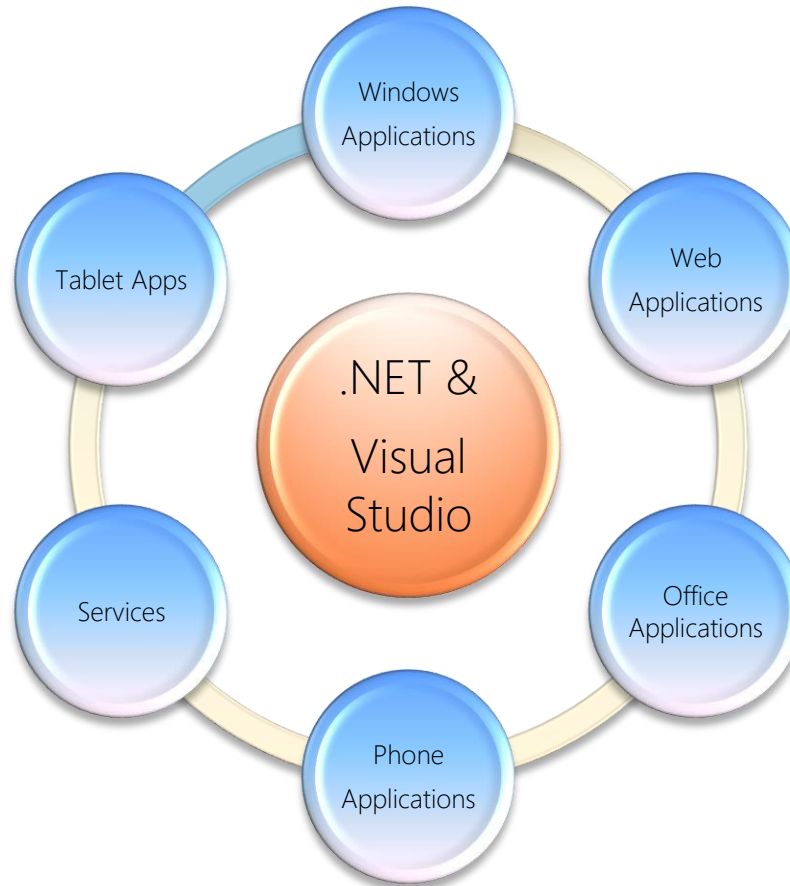 Windows
Applications
Web
Applications
Tablet Apps
.NET &
Visual
Studio
Services
Office
Applications
Phone
Applications